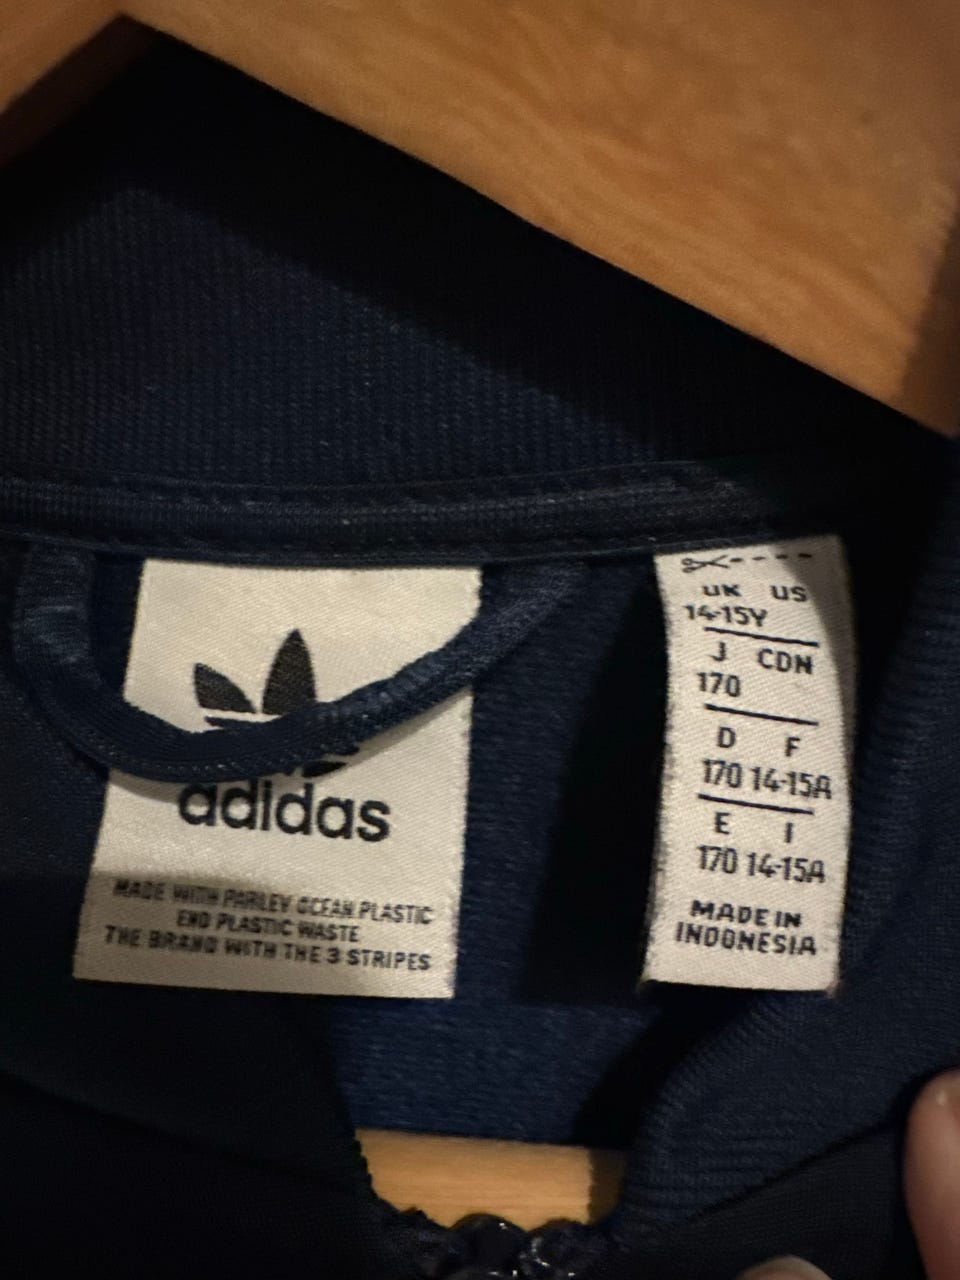 adidas
MADE WITH PARLEY OCEAN PLASTIC
END PLASTIC WASTE
THE BRAND WITH THE 3 STRIPES
UK US
14-15Y
J CDN
170
D F
170 14-15A
E I
170 14-15A
MADE IN
INDONESIA